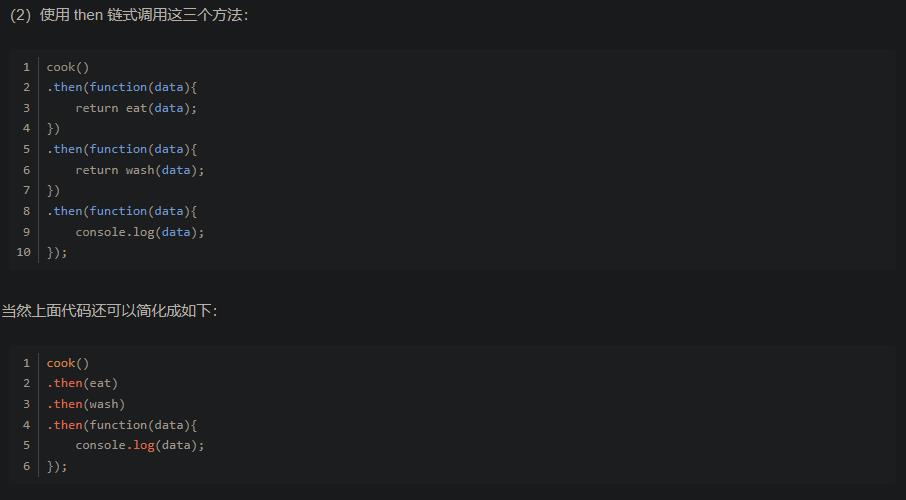 （2）使用 then 链式调用这三个方法：
1 cook()
2 .then(function(data){
3     return eat(data);
4 })
5 .then(function(data){
6     return wash(data);
7 })
8 .then(function(data){
9     console.log(data);
10 });
当然上面代码还可以简化成如下：
1 cook()
2 .then(eat)
3 .then(wash)
4 .then(function(data){
5     console.log(data);
6 });